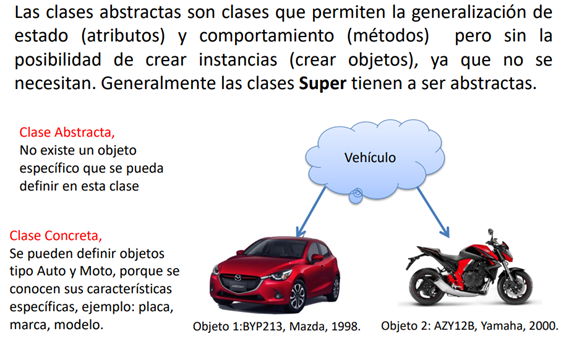 Las clases abstractas son clases que permiten la generalización de
estado (atributos) y comportamiento (métodos) pero sin la
posibilidad de crear instancias (crear objetos), ya que no se
necesitan. Generalmente las clases Super tienen a ser abstractas.
Clase Abstracta,
No existe un objeto
específico que se pueda
definir en esta clase
Vehículo
Clase Concreta,
Se pueden definir objetos
tipo Auto y Moto, porque se
conocen sus características
específicas, ejemplo: placa,
marca, modelo.
Objeto 1:BYP213, Mazda, 1998.
Objeto 2: AZY12B, Yamaha, 2000.